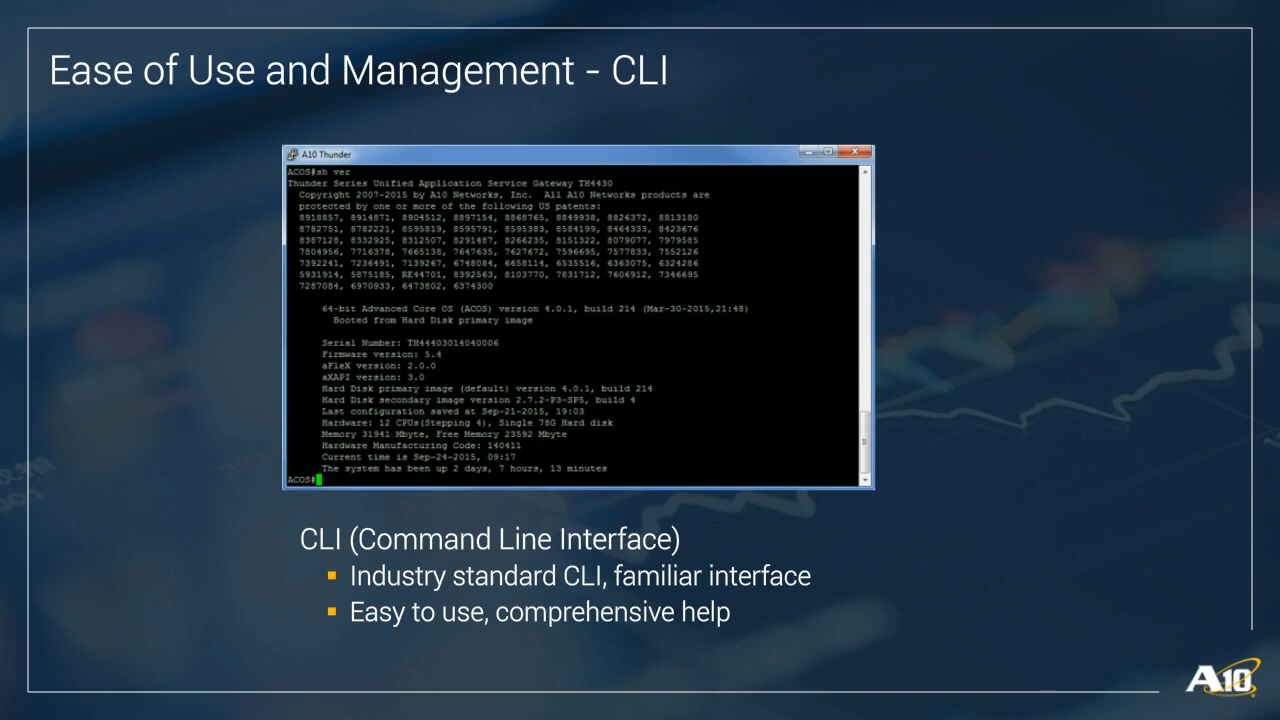 Ease of Use and Management - CLI
A10 Thunder
ACOS#sh ver
Thunder Series Unified Application Service Gateway TH4430
Copyright 2007-2015 by A10 Networks, Inc.  All A10 Networks products are
protected by one or more of the following US patents:
8918857, 8914871, 8904512, 8897154, 8868765, 8849938, 8826372, 8813180
8782751, 8782221, 8595819, 8595791, 8595383, 8584199, 8464333, 8423676
8387128, 8332925, 8312507, 8291487, 8266235, 8151322, 8079077, 7979585
7804956, 7716378, 7665138, 7647635, 7627672, 7596695, 7577833, 7552126
7392241, 7236491, 7139267, 6748084, 6658114, 6535516, 6363075, 6324286
5931914, 5875185, RE44701, 8392563, 8103770, 7831712, 7606912, 7346695
7287084, 6970933, 6473802, 6374300
64-bit Advanced Core OS (ACOS) version 4.0.1, build 214 (Mar-30-2015,21:48)
Booted from Hard Disk primary image
Serial Number: TH44403014040006
Firmware version: 5.4
aFleX version: 2.0.0
aXAPI version: 3.0
Hard Disk primary image (default) version 4.0.1, build 214
Hard Disk secondary image version 2.7.2-P3-SP5, build 4
Last configuration saved at Sep-21-2015, 19:03
Hardware: 12 CPUs(Stepping 4), Single 78G Hard disk
Memory 31941 Mbyte, Free Memory 23592 Mbyte
Hardware Manufacturing Code: 140411
Current time is Sep-24-2015, 09:17
The system has been up 2 days, 7 hours, 13 minutes
ACOS#
CLI (Command Line Interface)
Industry standard CLI, familiar interface
Easy to use, comprehensive help
A10